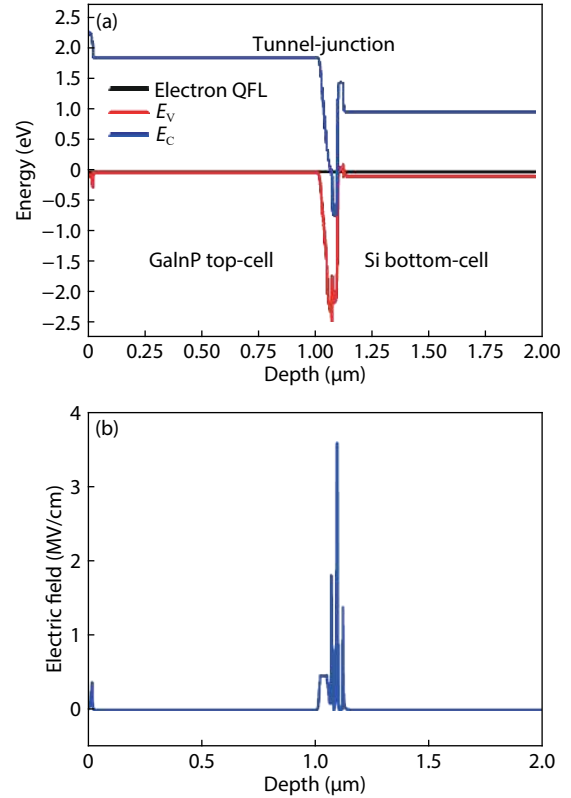 (a)
Tunnel-junction
Electron QFL
E_V
E_C
GaInP top-cell
Si bottom-cell
Energy (eV)
2.5
2.0
1.5
1.0
0.5
0
−0.5
−1.0
−1.5
−2.0
−2.5
0 0.25 0.50 0.75 1.00 1.25 1.50 1.75 2.00
Depth (μm)
(b)
Electric field (MV/cm)
4
3
2
1
0
0 0.5 1.0 1.5 2.0
Depth (μm)